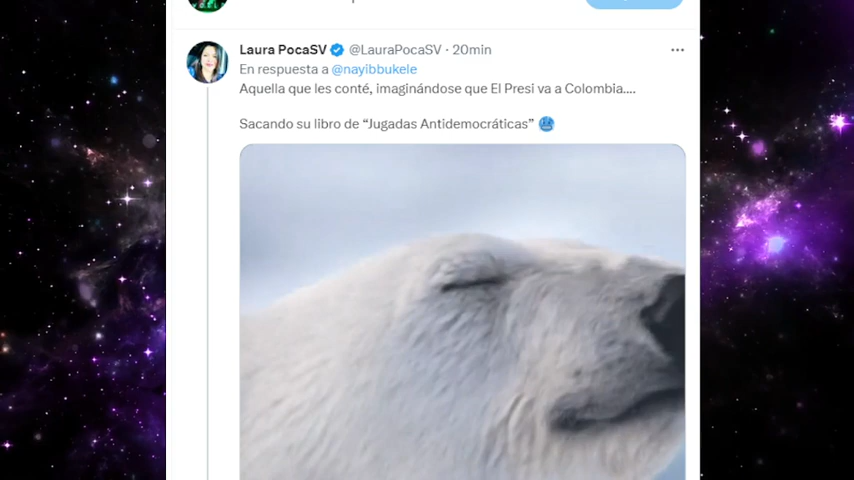 Laura PocaSV @LauraPocaSV · 20min
En respuesta a @nayibbukele
Aquella que les conté, imaginándose que El Presi va a Colombia....
Sacando su libro de “Jugadas Antidemocráticas” 🥶